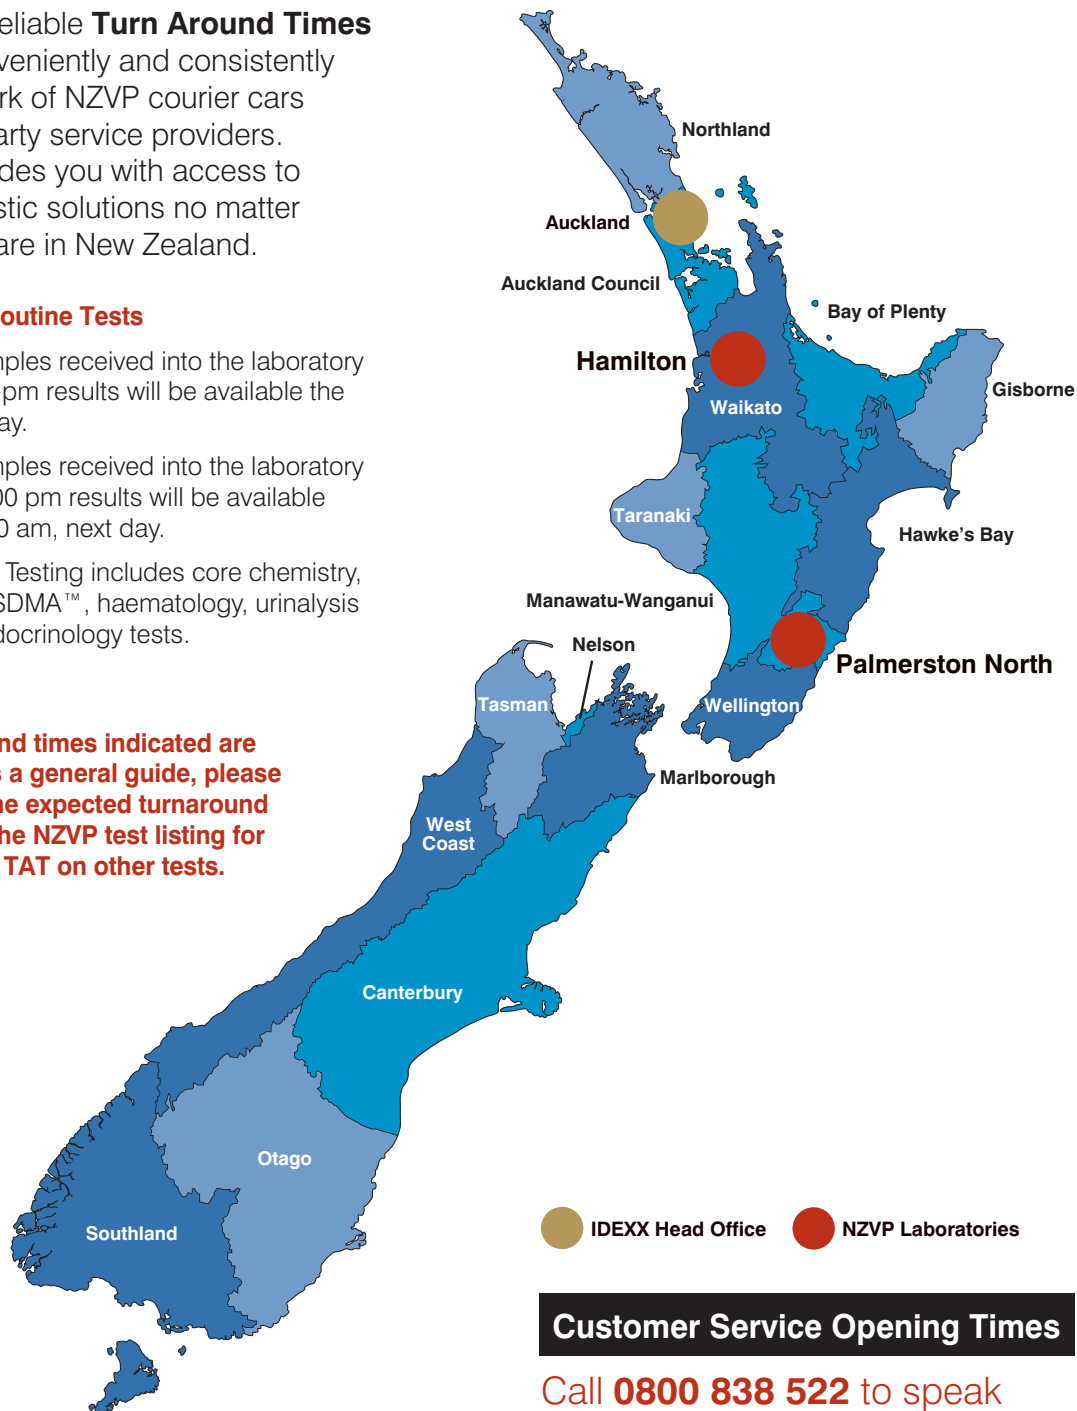 eliable Turn Around Times
veniently and consistently
rk of NZVP courier cars
arty service providers.
des you with access to
stic solutions no matter
are in New Zealand.
outine Tests
nples received into the laboratory
pm results will be available the
ay.
nples received into the laboratory
00 pm results will be available
0 am, next day.
Testing includes core chemistry,
SDMA™, haematology, urinalysis
docrinology tests.
nd times indicated are
s a general guide, please
he expected turnaround
the NZVP test listing for
TAT on other tests.
Northland
Auckland
Auckland Council
Bay of Plenty
Hamilton
Gisborne
Waikato
Taranaki
Hawke's Bay
Manawatu-Wanganui
Nelson
Palmerston North
Tasman
Wellington
Marlborough
West
Coast
Canterbury
Otago
Southland
IDEXX Head Office
NZVP Laboratories
Customer Service Opening Times
Call 0800 838 522 to speak